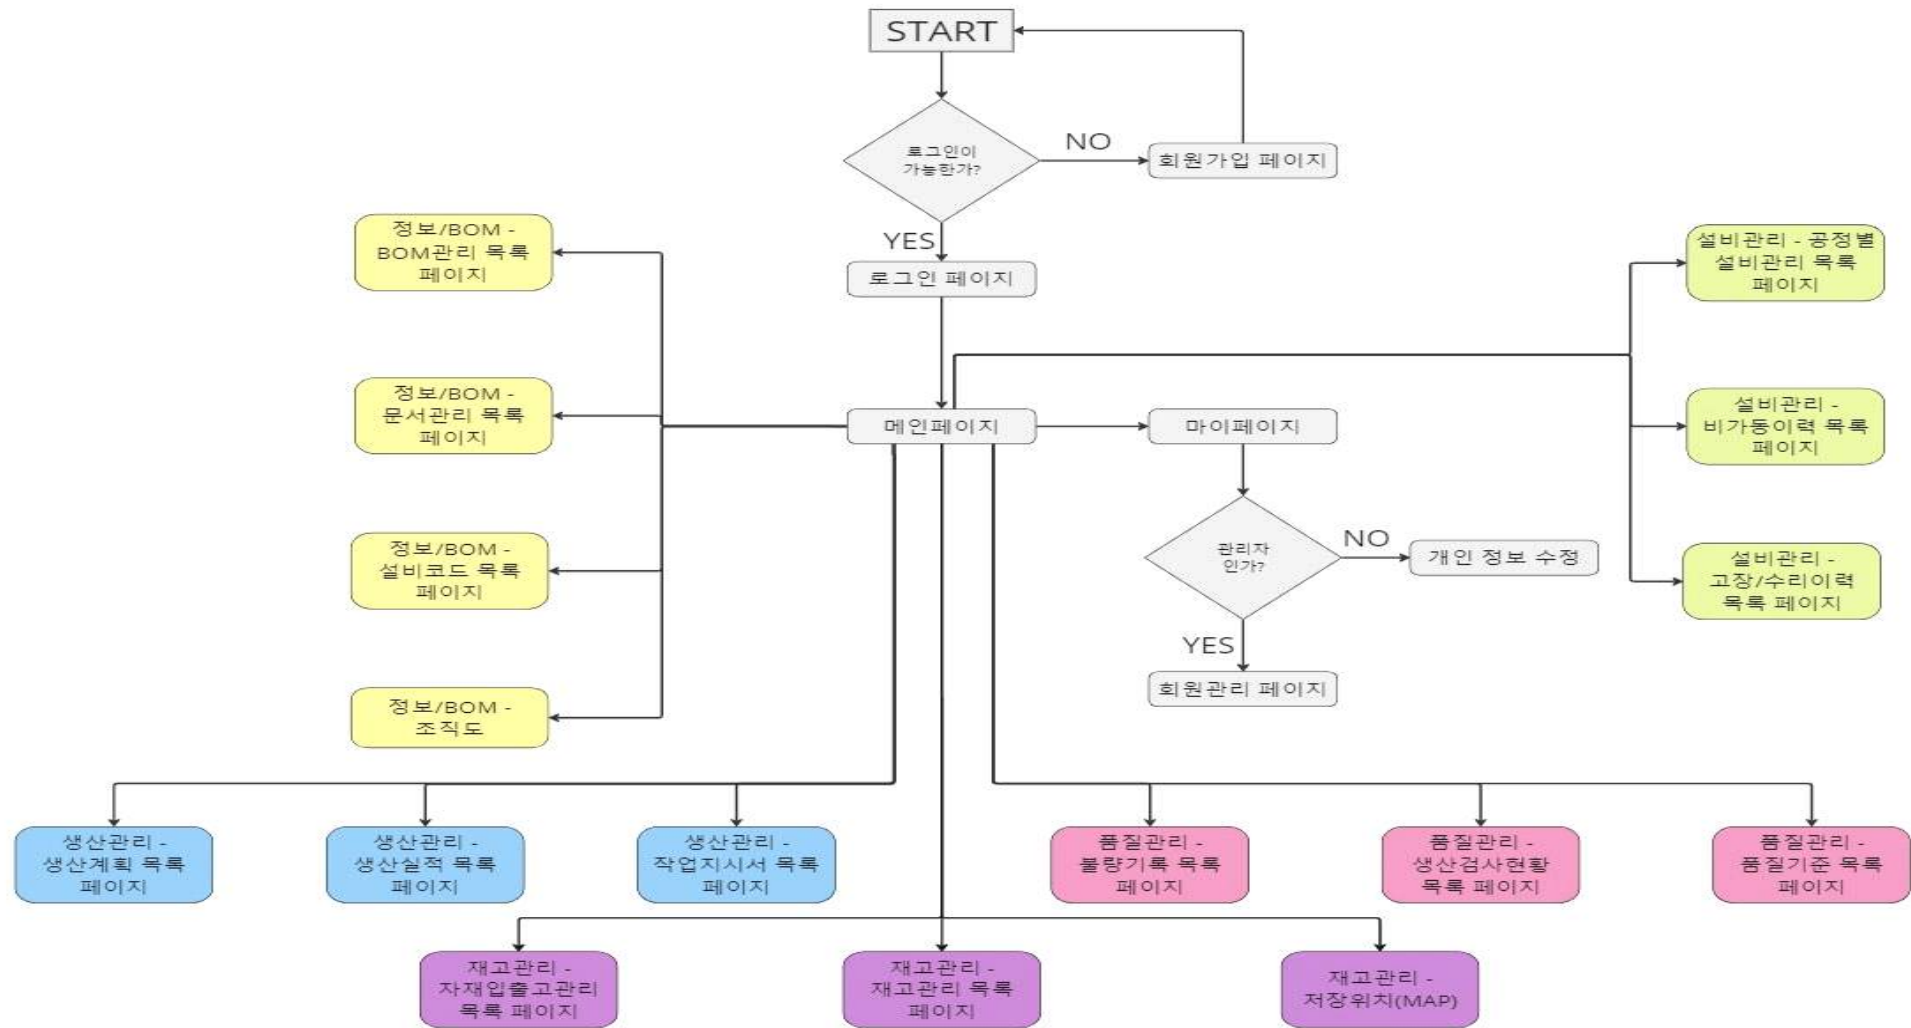 START
로그인이
가능한가?
NO
회원가입 페이지
YES
로그인 페이지
정보/BOM -
BOM관리 목록
페이지
설비관리 - 공정별
설비관리 목록
페이지
정보/BOM -
문서관리 목록
페이지
메인페이지
마이페이지
설비관리 -
비가동이력 목록
페이지
정보/BOM -
설비코드 목록
페이지
관리자
인가?
NO
개인 정보 수정
설비관리 -
고장/수리이력
목록 페이지
YES
회원관리 페이지
정보/BOM -
조직도
생산관리 -
생산계획 목록
페이지
생산관리 -
생산실적 목록
페이지
생산관리 -
작업지시서 목록
페이지
품질관리 -
불량기록 목록
페이지
품질관리 -
생산검사현황
목록 페이지
품질관리 -
품질기준 목록
페이지
재고관리 -
자재입출고관리
목록 페이지
재고관리 -
재고관리 목록
페이지
재고관리 -
저장위치(MAP)